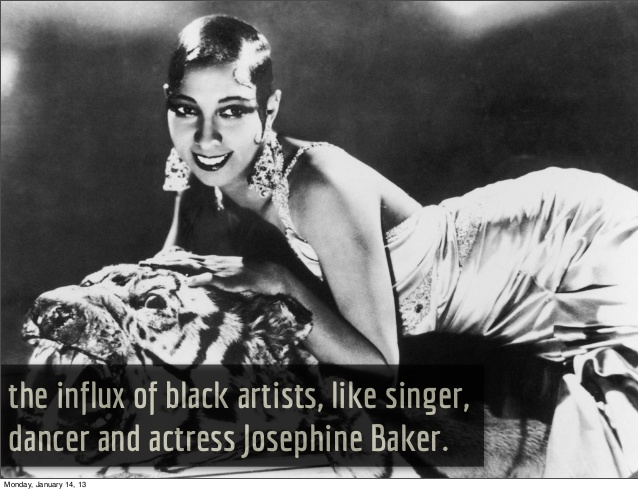 the influx of black artists, like singer,
dancer and actress Josephine Baker.
Monday, January 14, 13